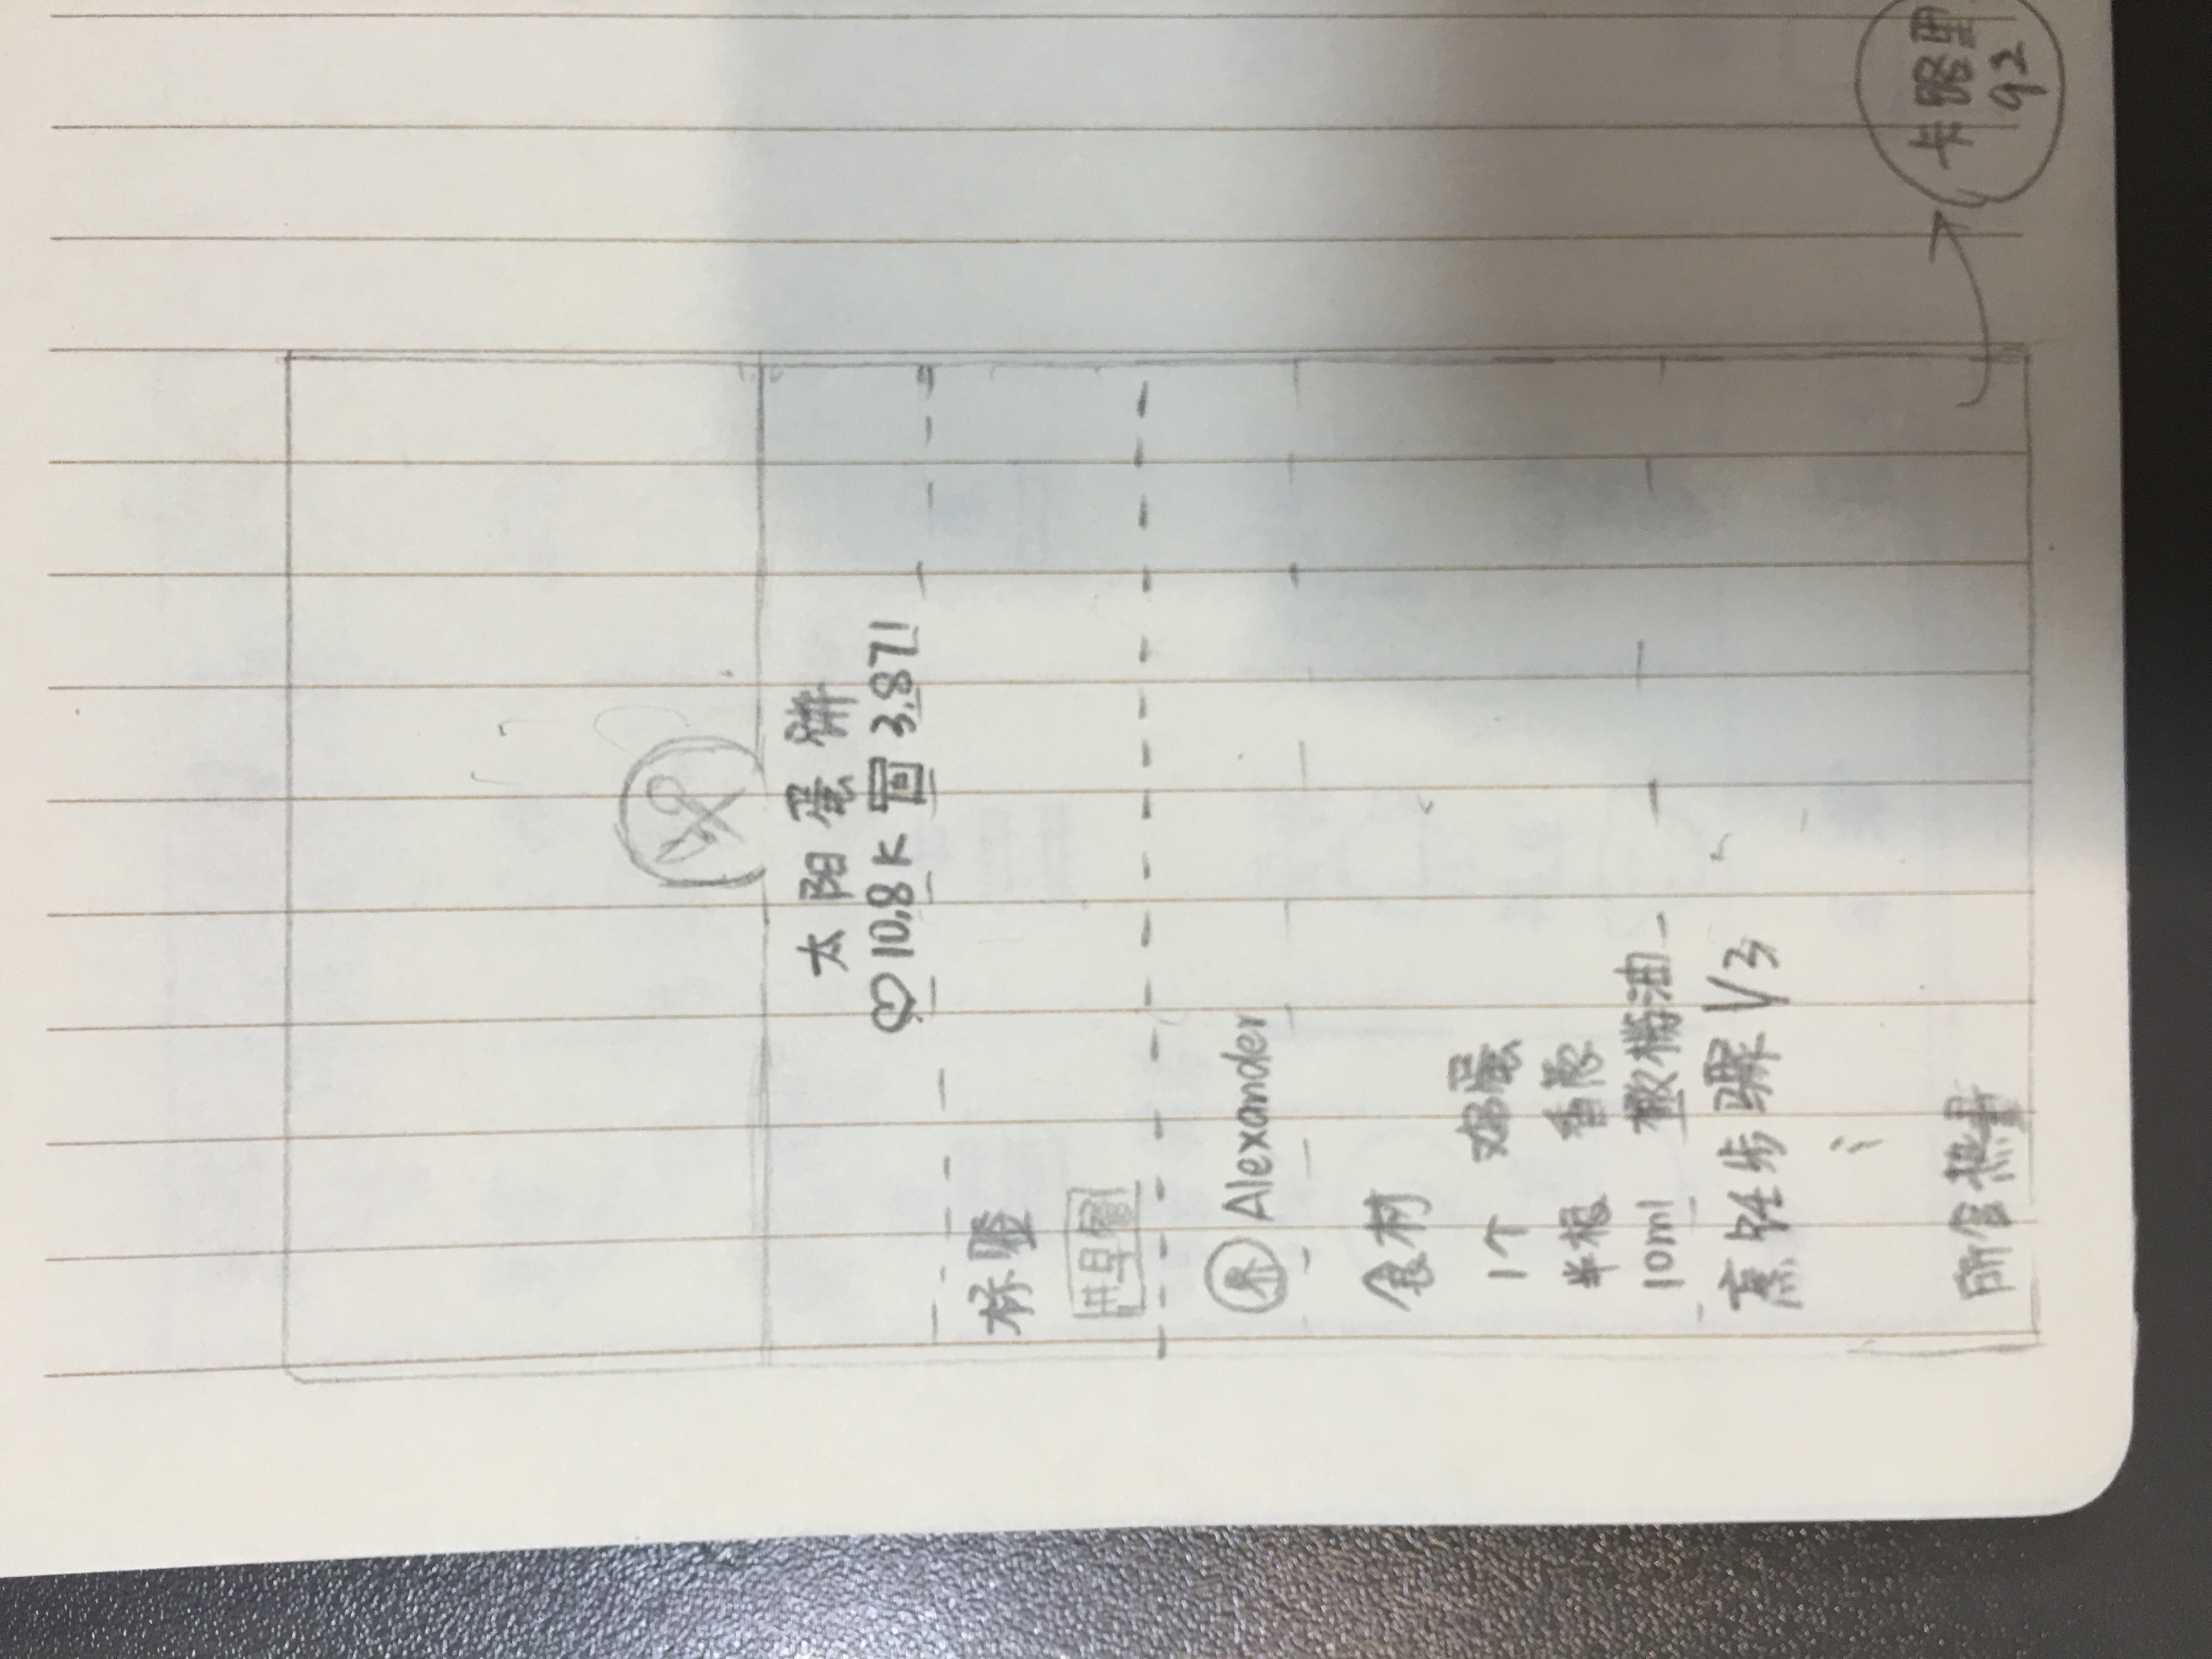 太阳蛋饼
10.8K 3.871
标签
#早餐
Alexander
食材
1个 鸡蛋
半根 香葱
10ml 橄榄油
烹饪步骤 1/3
所含热量
卡路里
92